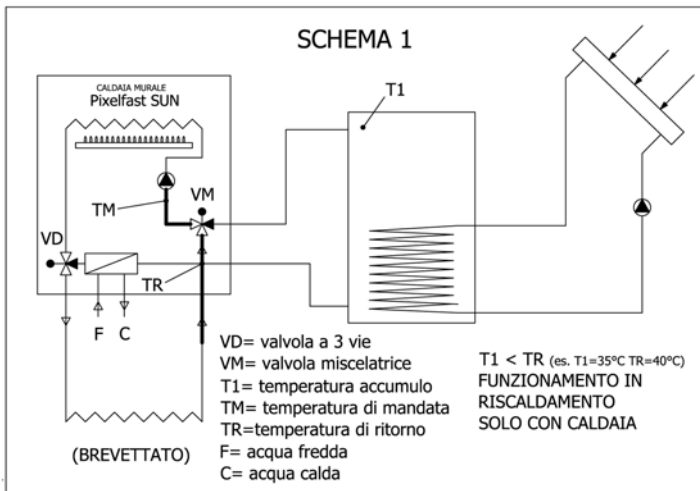 SCHEMA 1
CALDAIA MURALE
Pixelfast SUN
T1
VM
TM
VD
TR
F
C
VD= valvola a 3 vie
VM= valvola miscelatrice
T1= temperatura accumulo
TM= temperatura di mandata
TR=temperatura di ritorno
F= acqua fredda
C= acqua calda
T1 < TR (es. T1=35°C TR=40°C)
FUNZIONAMENTO IN
RISCALDAMENTO
SOLO CON CALDAIA
(BREVETTATO)